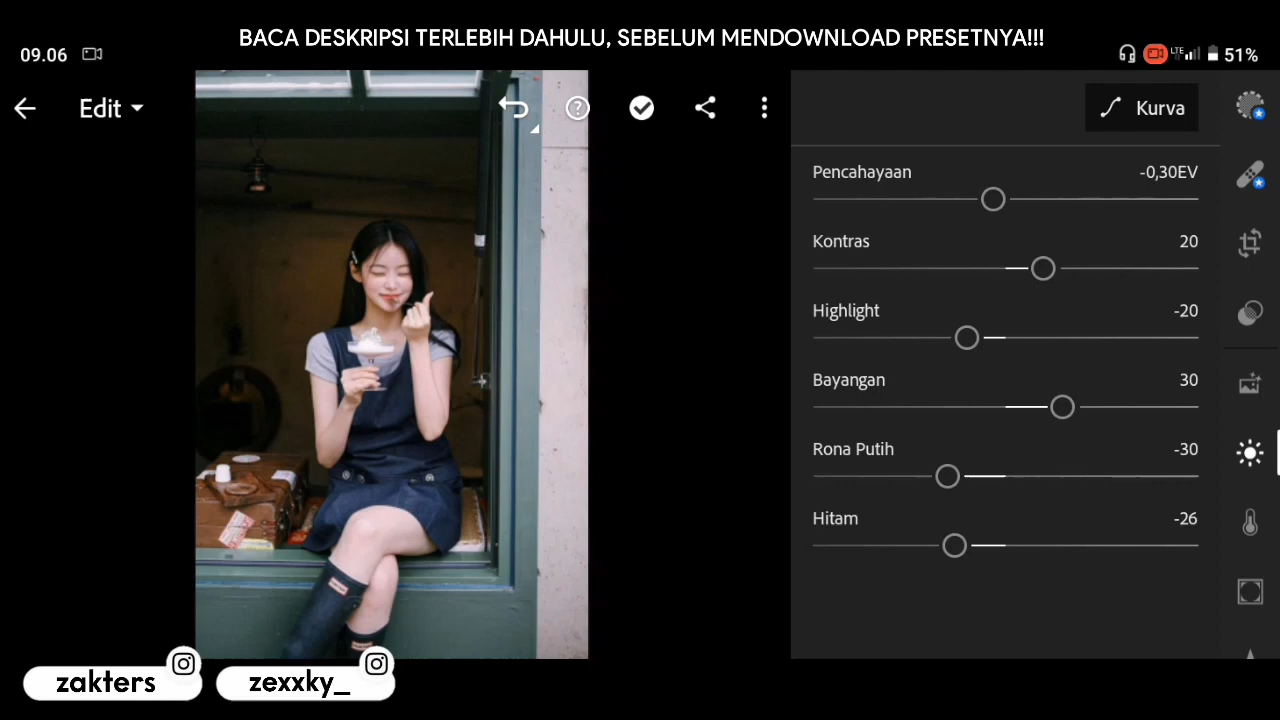 BACA DESKRIPSI TERLEBIH DAHULU, SEBELUM MENDOWNLOAD PRESETNYA!!!
09.06
LTE
51%
Edit
Kurva
Pencahayaan
-0,30EV
Kontras
20
Highlight
-20
Bayangan
30
Rona Putih
-30
Hitam
-26
zakters
zexxky_